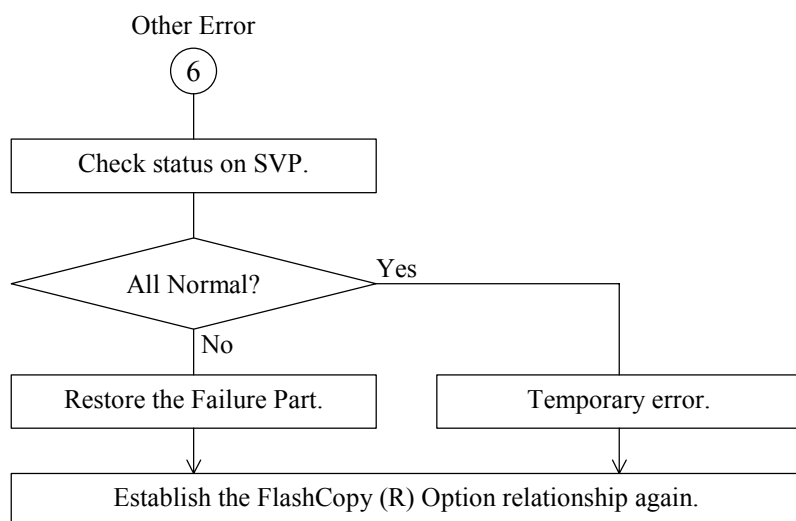 Other Error
6
Check status on SVP.
All Normal?
Yes
No
Restore the Failure Part.
Temporary error.
Establish the FlashCopy (R) Option relationship again.